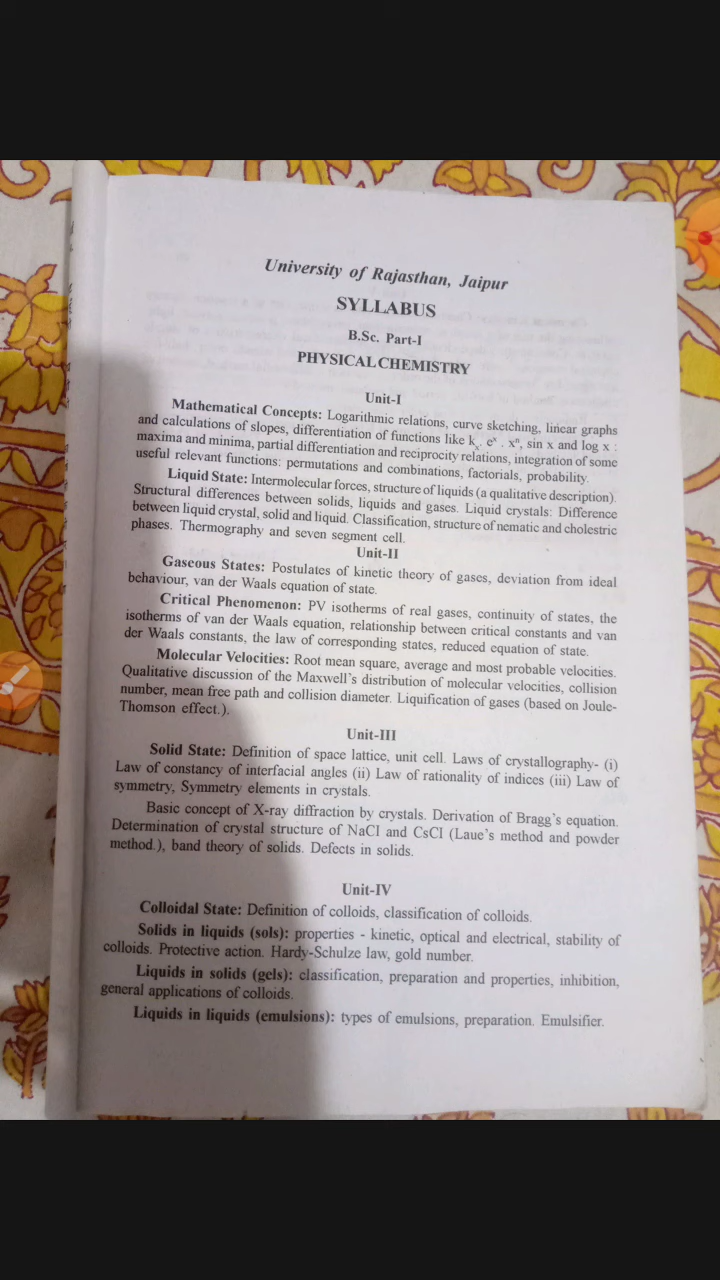 University of Rajasthan, Jaipur
SYLLABUS
B.Sc. Part-I
PHYSICAL CHEMISTRY
Unit-I
Mathematical Concepts: Logarithmic relations, curve sketching, linear graphs
and calculations of slopes, differentiation of functions like kₓ, eˣ . xⁿ, sin x and log x :
maxima and minima, partial differentiation and reciprocity relations, integration of some
useful relevant functions: permutations and combinations, factorials, probability.
Liquid State: Intermolecular forces, structure of liquids (a qualitative description).
Structural differences between solids, liquids and gases. Liquid crystals: Difference
between liquid crystal, solid and liquid. Classification, structure of nematic and cholestric
phases. Thermography and seven segment cell.
Unit-II
Gaseous States: Postulates of kinetic theory of gases, deviation from ideal
behaviour, van der Waals equation of state.
Critical Phenomenon: PV isotherms of real gases, continuity of states, the
isotherms of van der Waals equation, relationship between critical constants and van
der Waals constants, the law of corresponding states, reduced equation of state.
Molecular Velocities: Root mean square, average and most probable velocities.
Qualitative discussion of the Maxwell's distribution of molecular velocities, collision
number, mean free path and collision diameter. Liquification of gases (based on Joule-
Thomson effect.).
Unit-III
Solid State: Definition of space lattice, unit cell. Laws of crystallography- (i)
Law of constancy of interfacial angles (ii) Law of rationality of indices (iii) Law of
symmetry, Symmetry elements in crystals.
Basic concept of X-ray diffraction by crystals. Derivation of Bragg's equation.
Determination of crystal structure of NaCl and CsCl (Laue's method and powder
method.), band theory of solids. Defects in solids.
Unit-IV
Colloidal State: Definition of colloids, classification of colloids.
Solids in liquids (sols): properties - kinetic, optical and electrical, stability of
colloids. Protective action. Hardy-Schulze law, gold number.
Liquids in solids (gels): classification, preparation and properties, inhibition,
general applications of colloids.
Liquids in liquids (emulsions): types of emulsions, preparation. Emulsifier.